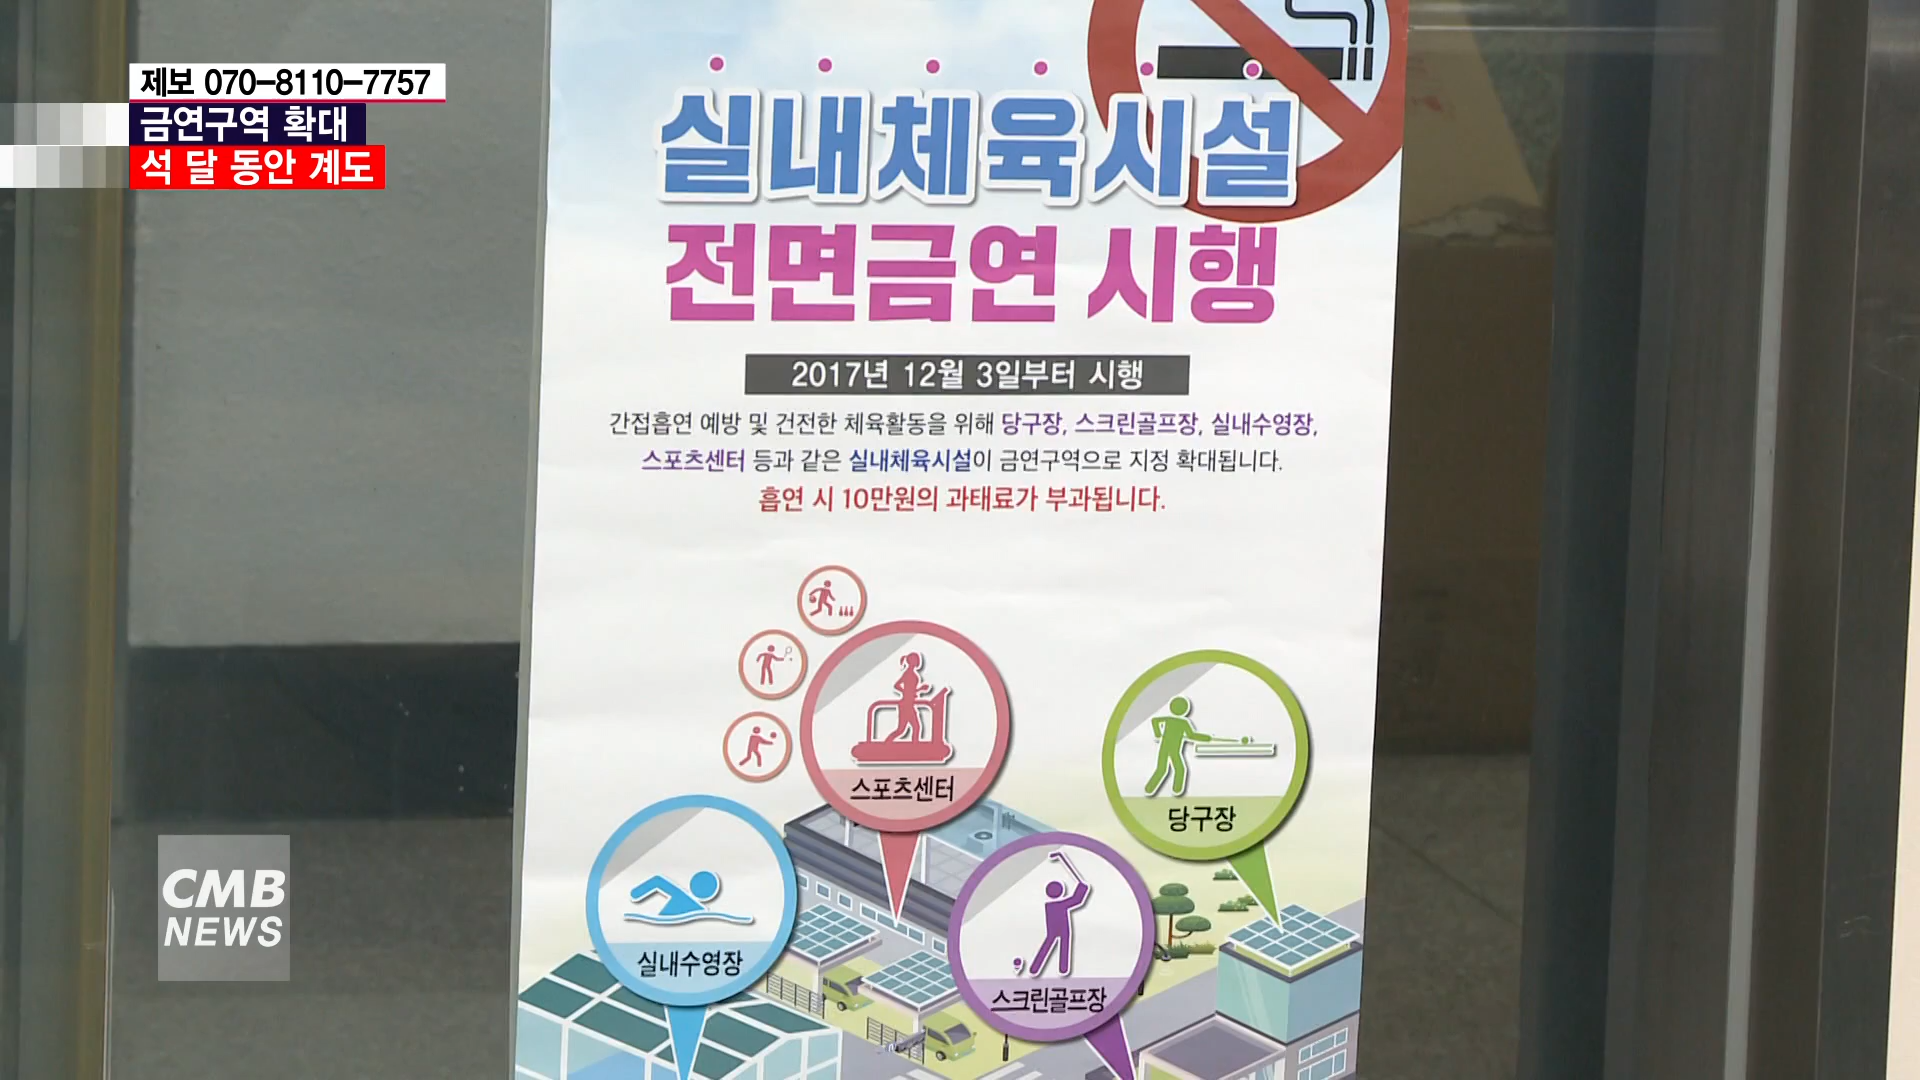 제보 070-8110-7757
금연구역 확대
석 달 동안 계도
실내체육시설
전면금연 시행
2017년 12월 3일부터 시행
간접흡연 예방 및 건전한 체육활동을 위해 당구장, 스크린골프장, 실내수영장,
스포츠센터 등과 같은 실내체육시설이 금연구역으로 지정 확대됩니다.
흡연 시 10만원의 과태료가 부과됩니다.
스포츠센터
당구장
실내수영장
스크린골프장
CMB
NEWS